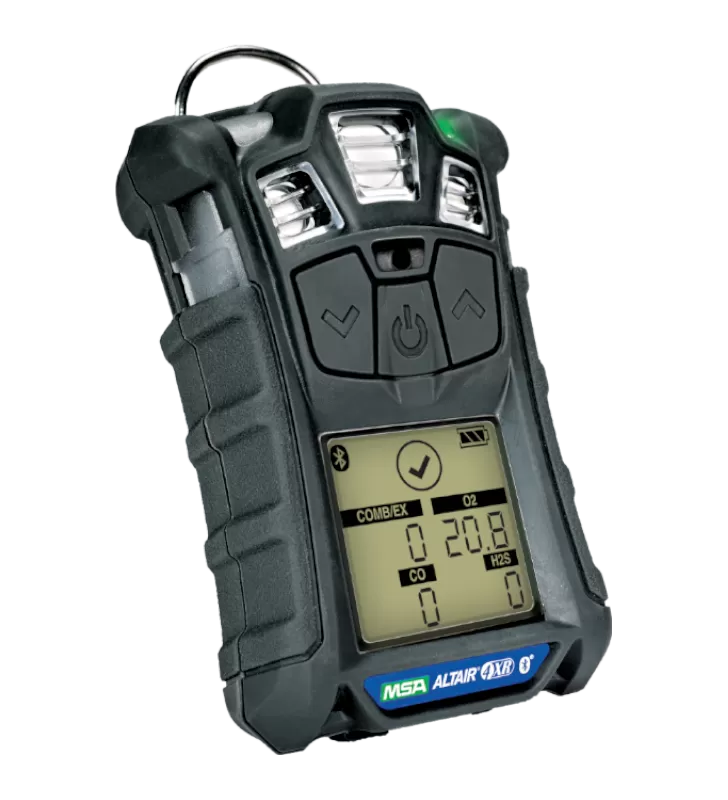 COMB/EX O2
0 20.8
CO H2S
0 0
MSA ALTAIR® 4XR